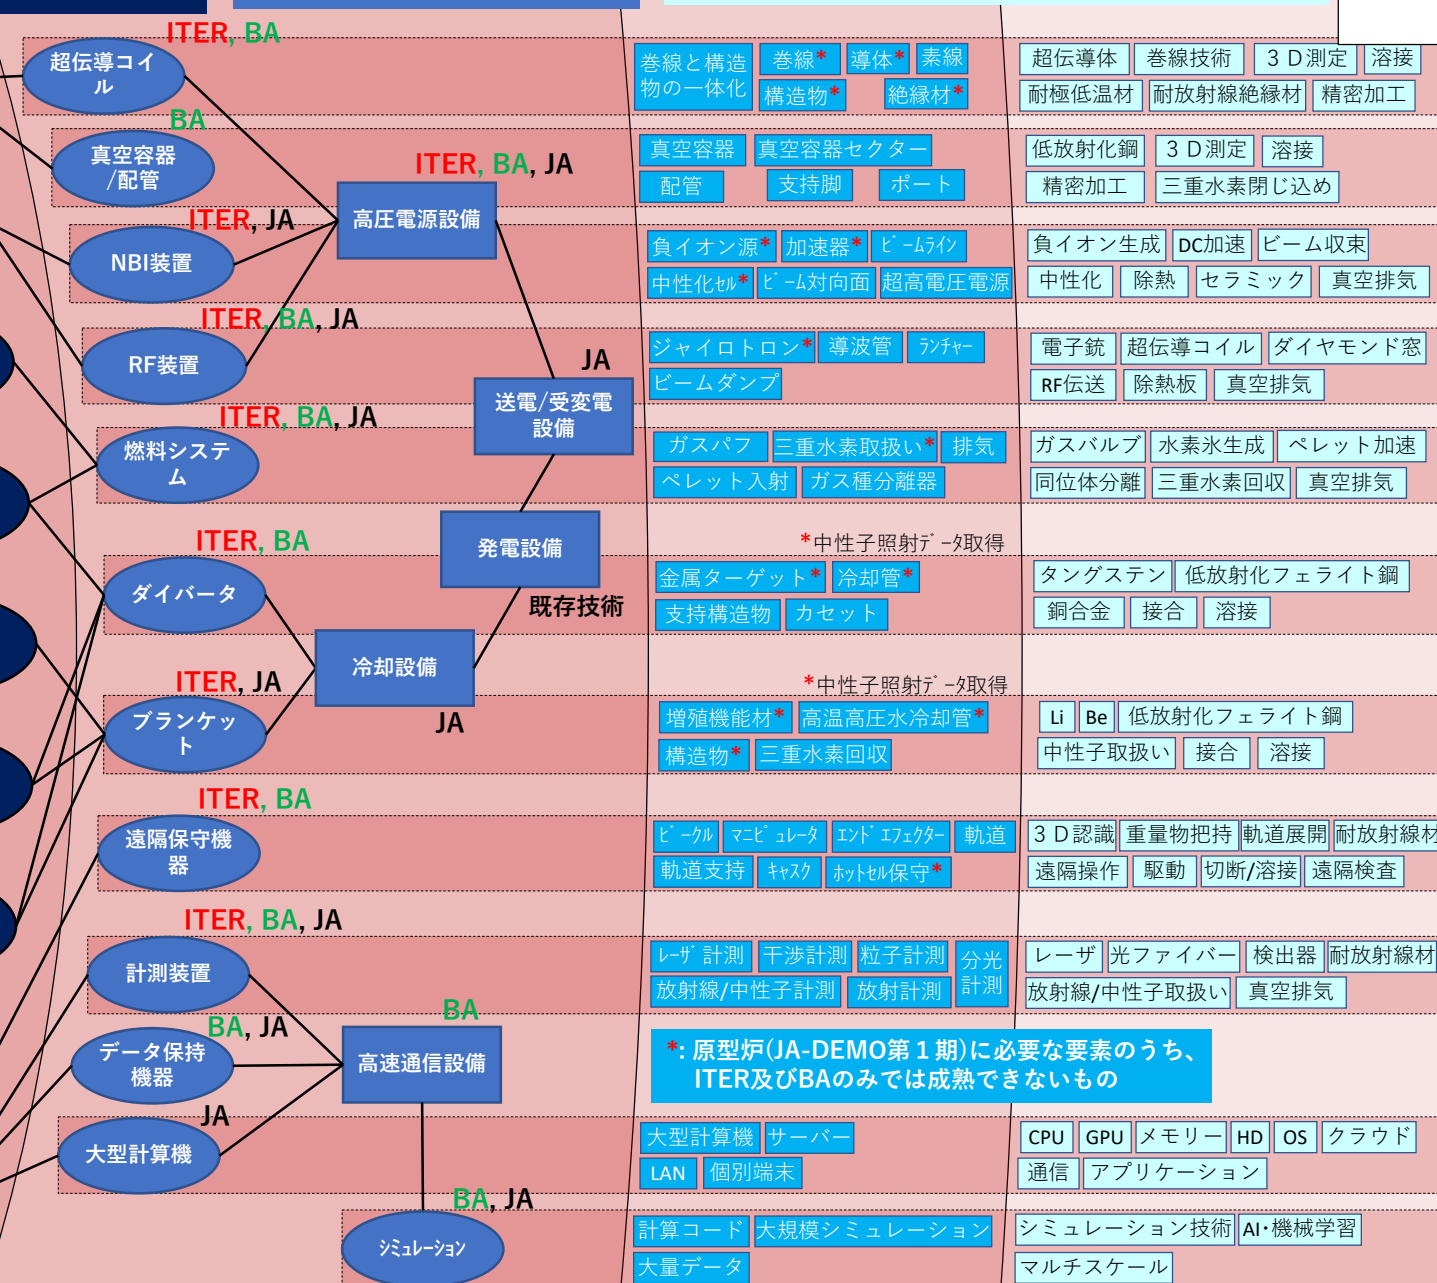 ITER, BA
超伝導コイ
ル
巻線と構造
物の一体化
巻線*
導体*
素線
構造物*
絶縁材*
超伝導体
巻線技術
３Ｄ測定
溶接
耐極低温材
耐放射線絶縁材
精密加工
BA
真空容器
/配管
真空容器
真空容器セクター
配管
支持脚
ポート
低放射化鋼
３Ｄ測定
溶接
精密加工
三重水素閉じ込め
ITER, BA, JA
高圧電源設備
ITER, JA
NBI装置
負イオン源*
加速器*
ﾋﾞｰﾑﾗｲﾝ
中性化ｾﾙ*
ﾋﾞｰﾑ対向面
超高電圧電源
負イオン生成
DC加速
ビーム収束
中性化
除熱
セラミック
真空排気
ITER, BA, JA
RF装置
ジャイロトロン*
導波管
ﾗﾝﾁｬｰ
ビームダンプ
電子銃
超伝導コイル
ダイヤモンド窓
RF伝送
除熱板
真空排気
JA
送電/受変電
設備
ITER, BA, JA
燃料システ
ム
ガスパフ
三重水素取扱い*
排気
ペレット入射
ガス種分離器
ガスバルブ
水素氷生成
ペレット加速
同位体分離
三重水素回収
真空排気
発電設備
既存技術
ITER, BA
ダイバータ
*中性子照射ﾃﾞｰﾀ取得
金属ターゲット*
冷却管*
支持構造物
カセット
タングステン
低放射化フェライト鋼
銅合金
接合
溶接
冷却設備
JA
ITER, JA
ブランケッ
ト
*中性子照射ﾃﾞｰﾀ取得
増殖機能材*
高温高圧水冷却管*
構造物*
三重水素回収
Li
Be
低放射化フェライト鋼
中性子取扱い
接合
溶接
ITER, BA
遠隔保守機
器
ﾋﾞｰｸﾙ
ﾏﾆﾋﾟｭﾚｰﾀ
ｴﾝﾄﾞｴﾌｪｸﾀｰ
軌道
軌道支持
ｷｬｽｸ
ﾎｯﾄｾﾙ保守*
３Ｄ認識
重量物把持
軌道展開
耐放射線材
遠隔操作
駆動
切断/溶接
遠隔検査
ITER, BA, JA
計測装置
ﾚｰｻﾞ計測
干渉計測
粒子計測
分光
計測
放射線/中性子計測
放射計測
レーザ
光ファイバー
検出器
耐放射線材
放射線/中性子取扱い
真空排気
BA, JA
データ保持
機器
BA
高速通信設備
*: 原型炉(JA-DEMO第１期)に必要な要素のうち、
ITER及びBAのみでは成熟できないもの
JA
大型計算機
大型計算機
サーバー
LAN
個別端末
CPU
GPU
メモリー
HD
OS
クラウド
通信
アプリケーション
BA, JA
ｼﾐｭﾚｰｼｮﾝ
計算コード
大規模シミュレーション
大量データ
シミュレーション技術
AI･機械学習
マルチスケール